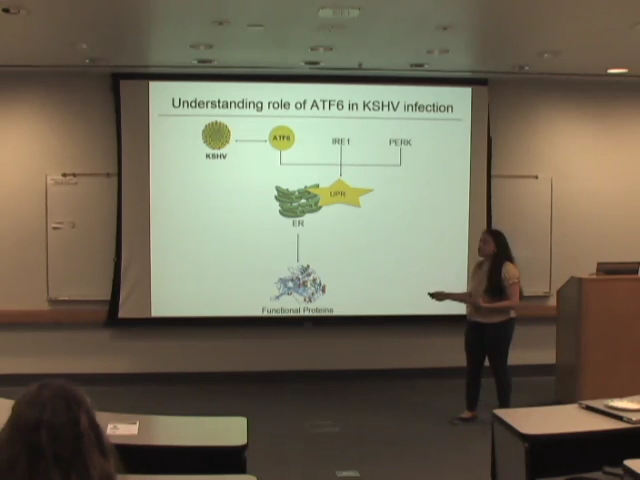 Understanding role of ATF6 in KSHV infection
ATF6 IRE1 PERK
KSHV
UPR
ER
Functional Proteins